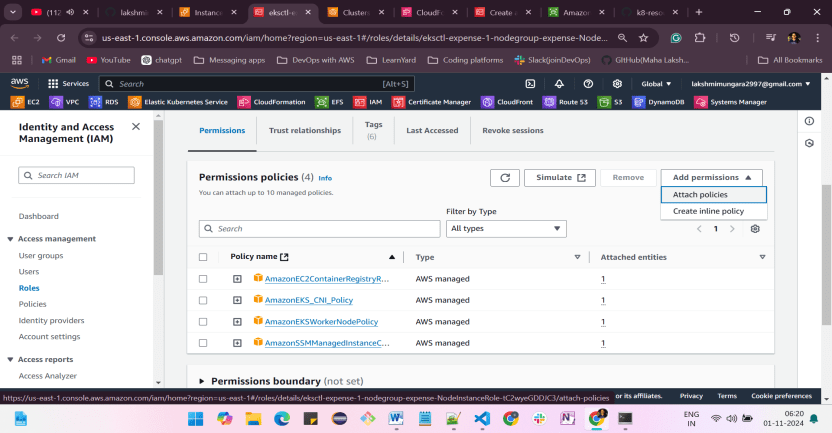 (112
lakshmi
Instanc
eksctl-e
Cluster
CloudF
Create
Amazon
k8-reso
us-east-1.console.aws.amazon.com/iam/home?region=us-east-1#/roles/details/eksctl-expense-1-nodegroup-expense-Node...
Gmail
YouTube
chatgpt
Messaging apps
DevOps with AWS
LearnYard
Coding platforms
Slack(joinDevOps)
GItHub(Maha Laksh...
All Bookmarks
aws
Services
Search
[Alt+S]
Global
lakshmimungara2997@gmail.com
EC2
VPC
RDS
Elastic Kubernetes Service
CloudFormation
EFS
IAM
Certificate Manager
CloudFront
Route 53
S3
DynamoDB
Systems Manager
Identity and Access
Management (IAM)
Search IAM
Dashboard
Access management
User groups
Users
Roles
Policies
Identity providers
Account settings
Access reports
Access Analyzer
Permissions
Trust relationships
Tags
(6)
Last Accessed
Revoke sessions
Permissions policies (4) Info
You can attach up to 10 managed policies.
Simulate
Remove
Add permissions
Attach policies
Create inline policy
Filter by Type
Search
All types
1
Policy name
Type
Attached entities
AmazonEC2ContainerRegistryR...
AWS managed
1
AmazonEKS_CNI_Policy
AWS managed
1
AmazonEKSWorkerNodePolicy
AWS managed
1
AmazonSSMManagedInstanceC...
AWS managed
1
Permissions boundary (not set)
https://us-east-1.console.aws.amazon.com/iam/home?region=us-east-1#/roles/details/eksctl-expense-1-nodegroup-expense-NodeInstanceRole-tC2wyeGDDJC3/attach-policies
or its affiliates.
Privacy
Terms
Cookie preferences
ENG
IN
06:20
01-11-2024